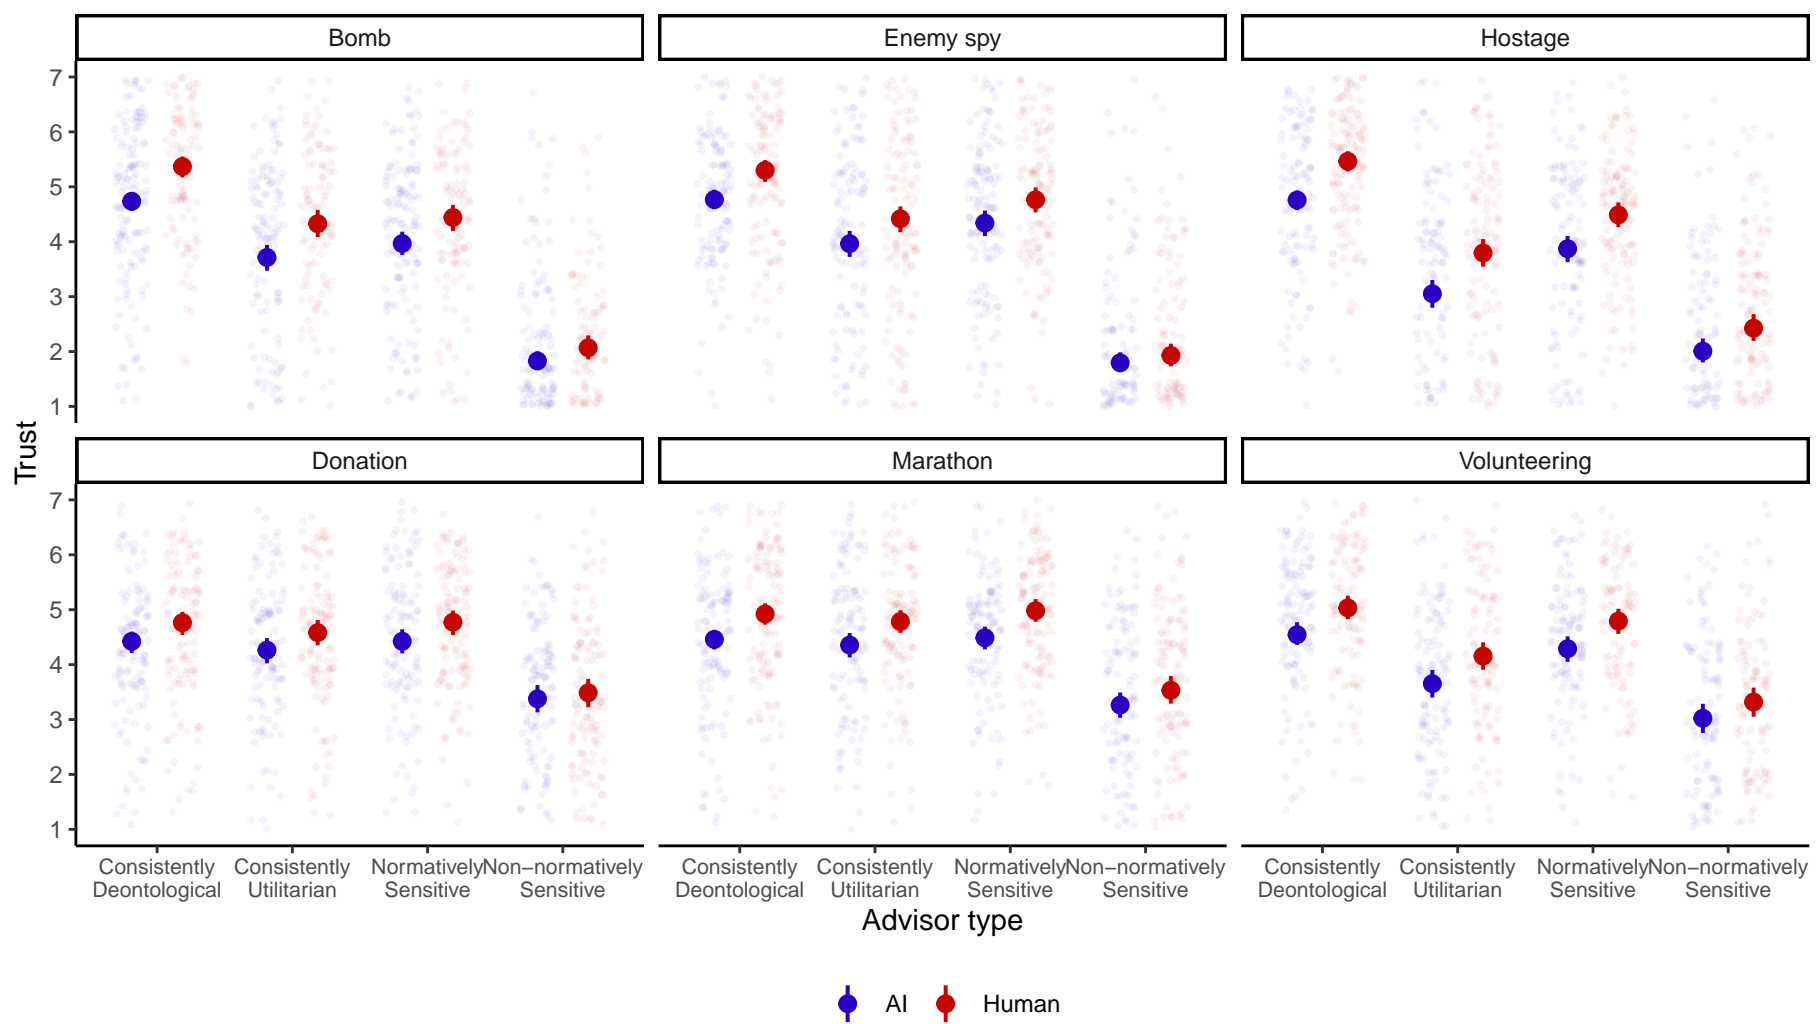 Bomb
Enemy spy
Hostage
7
6
5
4
3
2
1
Trust
Donation
Marathon
Volunteering
7
6
5
4
3
2
1
Consistently Deontological
Consistently Utilitarian
Normatively Sensitive
Non−normatively Sensitive
Consistently Deontological
Consistently Utilitarian
Normatively Sensitive
Non−normatively Sensitive
Consistently Deontological
Consistently Utilitarian
Normatively Sensitive
Non−normatively Sensitive
Advisor type
AI
Human